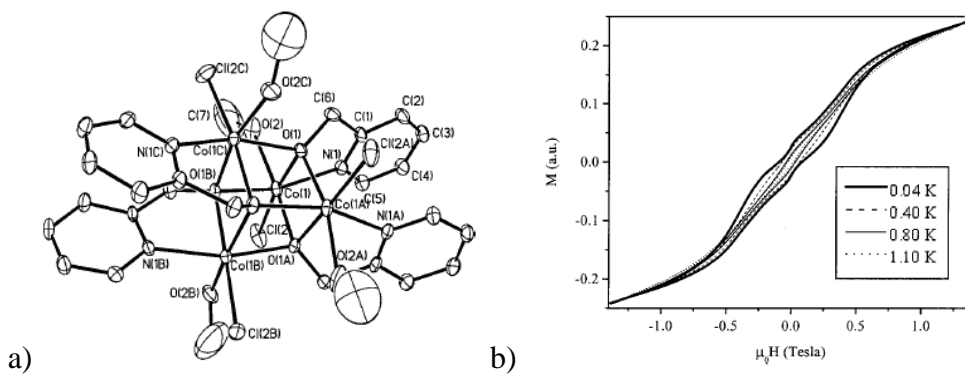 Cl(2C)
O(2C)
C(7)
O(2)
C(6)
C(1)
C(2)
Co(1C)
O(1)
Cl(2A)
C(3)
N(1C)
N(1)
C(4)
O(1B)
Co(1)
C(5)
Co(1A)
N(1A)
Cl(2
N(1B)
Co(1B)
O(1A)
O(2A)
O(2B)
Cl(2B)
a)
b)
M (a.u.)
0.2
0.1
0.0
-0.1
-0.2
0.04 K
0.40 K
0.80 K
1.10 K
-1.0
-0.5
0.0
0.5
1.0
μ₀H (Tesla)